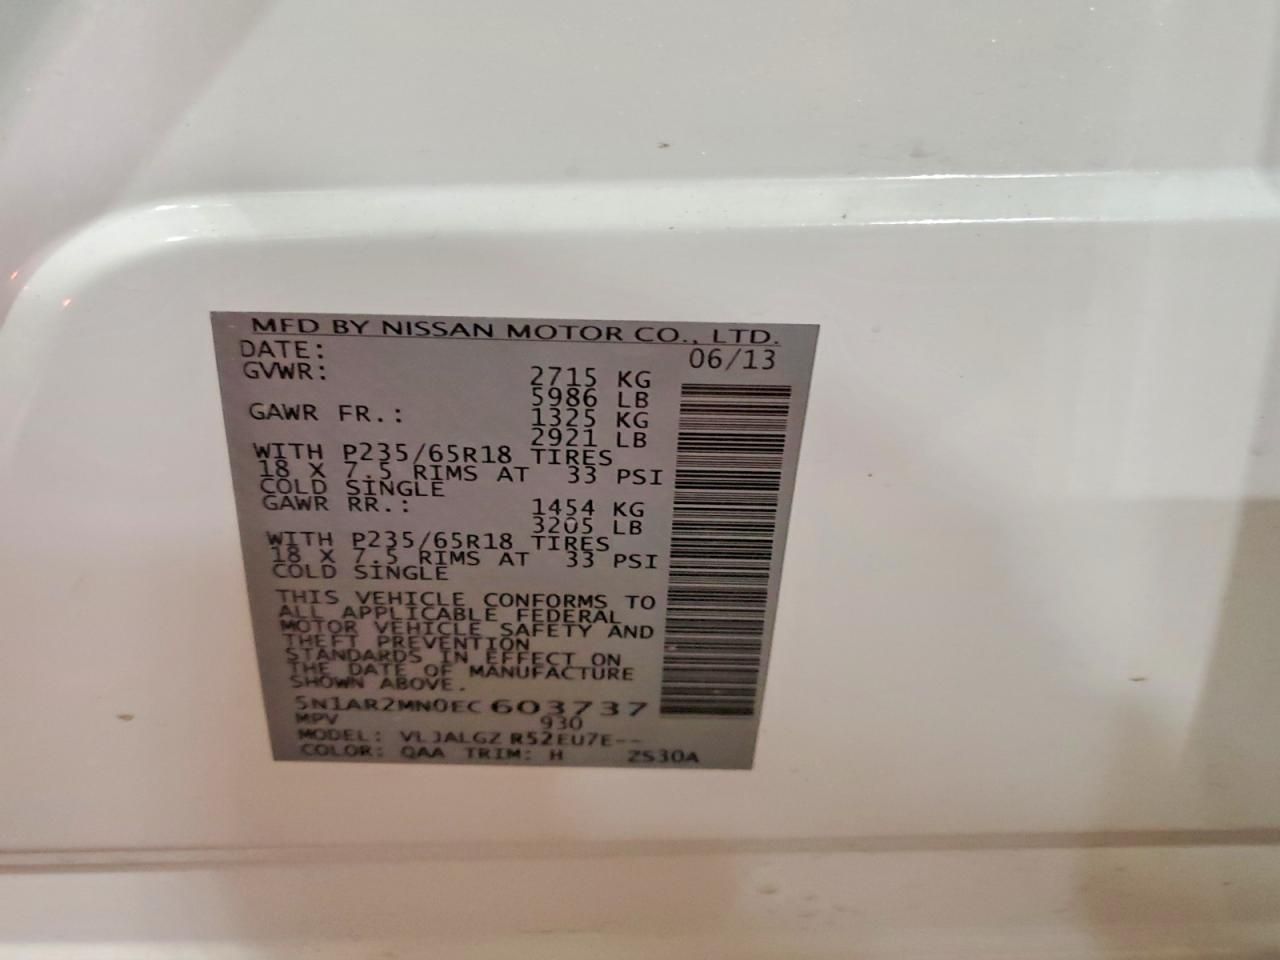 MFD BY NISSAN MOTOR CO., LTD.
DATE: 06/13
GVWR: 2715 KG
5986 LB
GAWR FR.: 1325 KG
2921 LB
WITH P235/65R18 TIRES
18 X 7.5 RIMS AT 33 PSI
COLD SINGLE
GAWR RR.: 1454 KG
3205 LB
WITH P235/65R18 TIRES
18 X 7.5 RIMS AT 33 PSI
COLD SINGLE
THIS VEHICLE CONFORMS TO
ALL APPLICABLE FEDERAL
MOTOR VEHICLE SAFETY AND
THEFT PREVENTION
STANDARDS IN EFFECT ON
THE DATE OF MANUFACTURE
SHOWN ABOVE.
5N1AR2MN0EC 603737
MPV 930
MODEL: VLJALGZ R52EU7E--
COLOR: QAA TRIM: H ZS30A